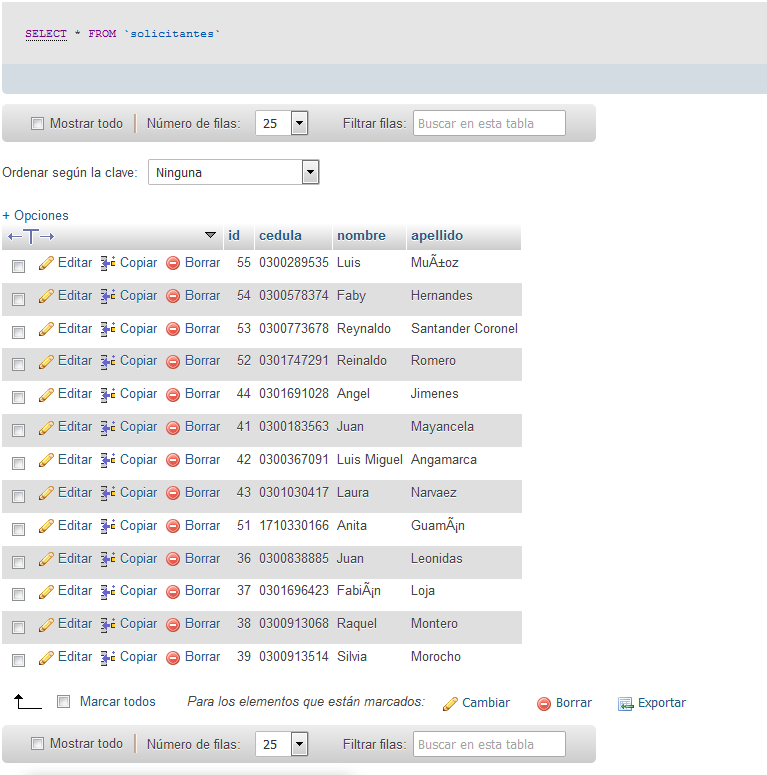 SELECT * FROM `solicitantes`
Mostrar todo Número de filas: 25 Filtrar filas: Buscar en esta tabla
Ordenar según la clave: Ninguna
+ Opciones
id cedula nombre apellido
Editar Copiar Borrar 55 0300289535 Luis MuÃ±oz
Editar Copiar Borrar 54 0300578374 Faby Hernandes
Editar Copiar Borrar 53 0300773678 Reynaldo Santander Coronel
Editar Copiar Borrar 52 0301747291 Reinaldo Romero
Editar Copiar Borrar 44 0301691028 Angel Jimenes
Editar Copiar Borrar 41 0300183563 Juan Mayancela
Editar Copiar Borrar 42 0300367091 Luis Miguel Angamarca
Editar Copiar Borrar 43 0301030417 Laura Narvaez
Editar Copiar Borrar 51 1710330166 Anita GuamÃ¡n
Editar Copiar Borrar 36 0300838885 Juan Leonidas
Editar Copiar Borrar 37 0301696423 FabiÃ¡n Loja
Editar Copiar Borrar 38 0300913068 Raquel Montero
Editar Copiar Borrar 39 0300913514 Silvia Morocho
Marcar todos Para los elementos que están marcados: Cambiar Borrar Exportar
Mostrar todo Número de filas: 25 Filtrar filas: Buscar en esta tabla